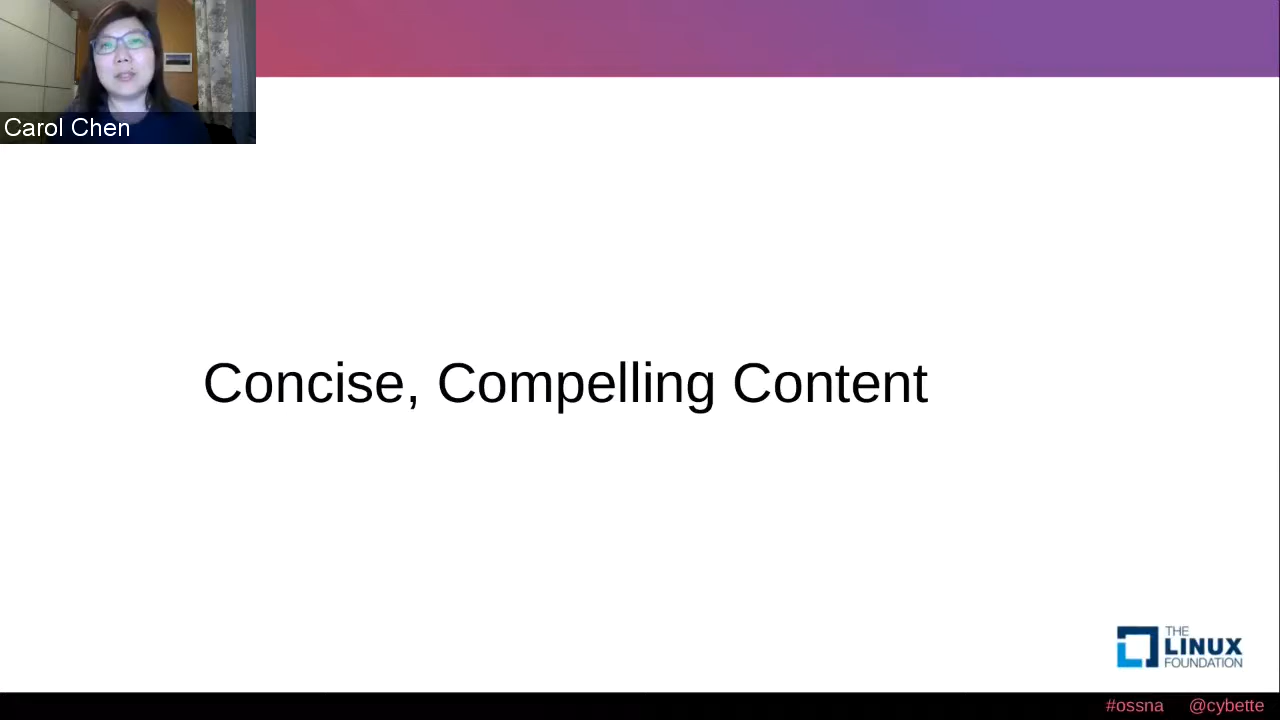 Carol Chen
Concise, Compelling Content
THE
LINUX
FOUNDATION
#ossna @cybette